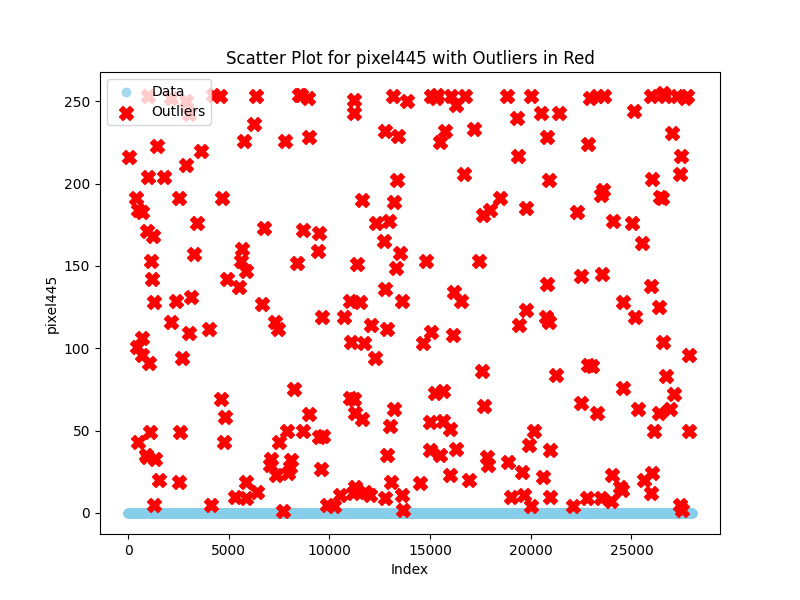 Scatter Plot for pixel445 with Outliers in Red
Data
Outliers
250
200
150
100
50
0
pixel445
0 5000 10000 15000 20000 25000
Index